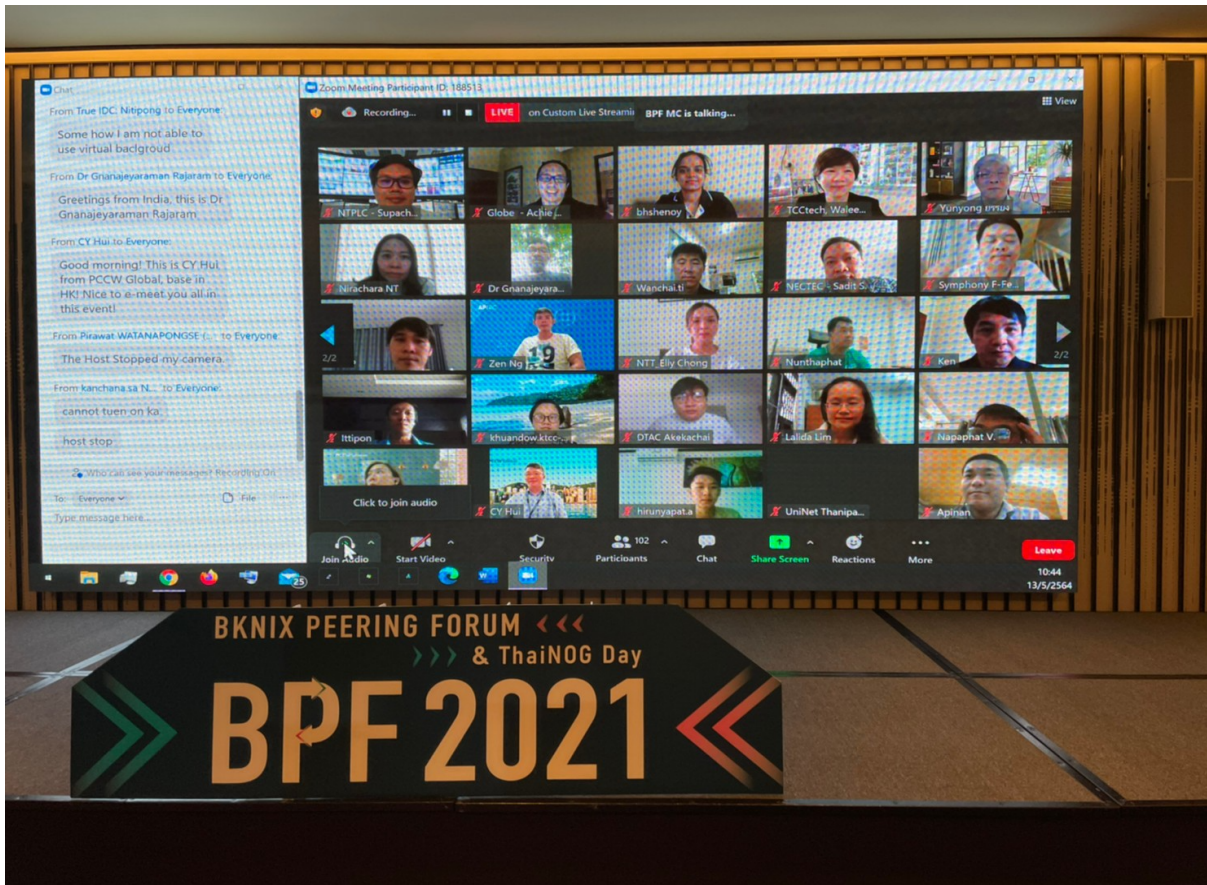 Chat
From True IDC: Nitipong to Everyone:
Some how I am not able to
use virtual baclgroud
From Dr Gnanajeyaraman Rajaram to Everyone:
Greetings from India, this is Dr
Gnanajeyaraman Rajaram
From CY Hui to Everyone:
Good morning! This is CY Hui
from PCCW Global, base in
HK! Nice to e-meet you all in
this event!
From Pirawat WATANAPONGSE (... to Everyone:
The Host Stopped my camera.
From kanchana sa N... to Everyone:
cannot tuen on ka.
host stop
Who can see your messages? Recording On
To: Everyone
File
Type message here...
Zoom Meeting Participant ID: 188513
Recording...
LIVE on Custom Live Streami
BPF MC is talking...
View
NTPLC - Supach...
Globe - Achie...
bhshenoy
TCCtech, Walee...
Yunyong
Nirachara NT
Dr Gnanajeyara...
Wanchai.ti
NECTEC - Sadit S.
Symphony F-Fe...
2/2
19
Zen Ng
NTT_Elly Chong
Nunthaphat
Ken
2/2
Ittipon
khuandow.ktcc-...
DTAC Akekachai
Lalida Lim
Napaphat V.
Click to join audio
CY Hui
hirunyapat.a
UniNet Thanipa...
Apinan
Join Audio
Start Video
Security
102
Participants
Chat
Share Screen
Reactions
More
Leave
25
10:44
13/5/2564
BKNIX PEERING FORUM
& ThaiNOG Day
BPF 2021